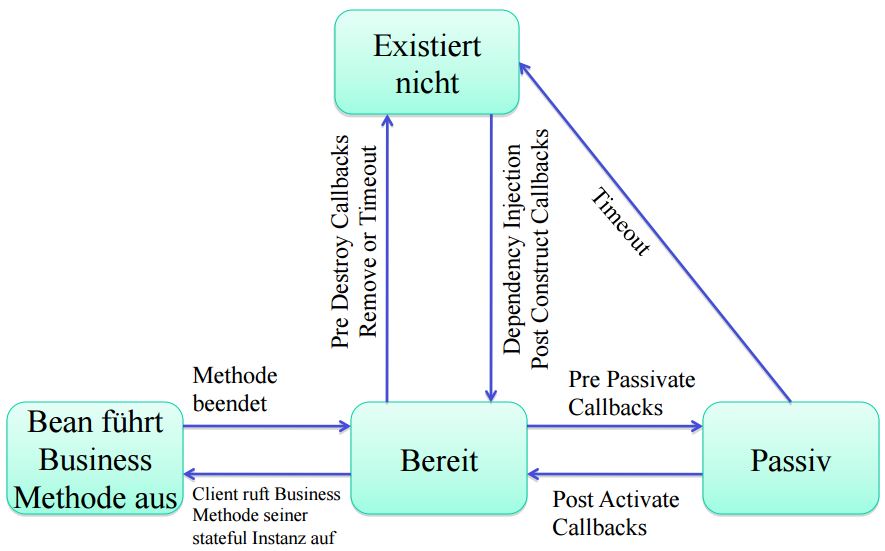 Existiert
nicht
Pre Destroy Callbacks
Remove or Timeout
Dependency Injection
Post Construct Callbacks
Timeout
Methode
beendet
Pre Passivate
Callbacks
Bean führt
Business
Methode aus
Bereit
Passiv
Client ruft Business
Methode seiner
stateful Instanz auf
Post Activate
Callbacks